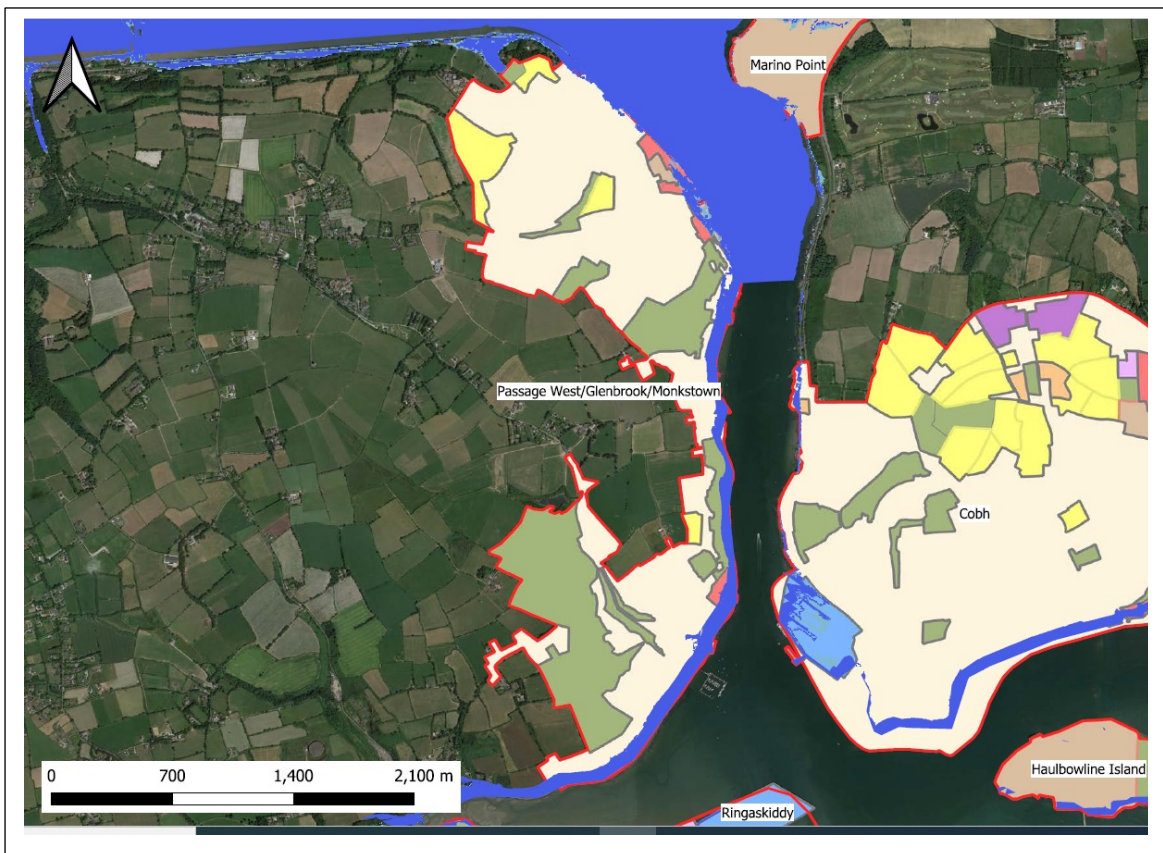 Marino Point
Passage West/Glenbrook/Monkstown
Cobh
Haulbowline Island
0 700 1,400 2,100 m
Ringaskiddy